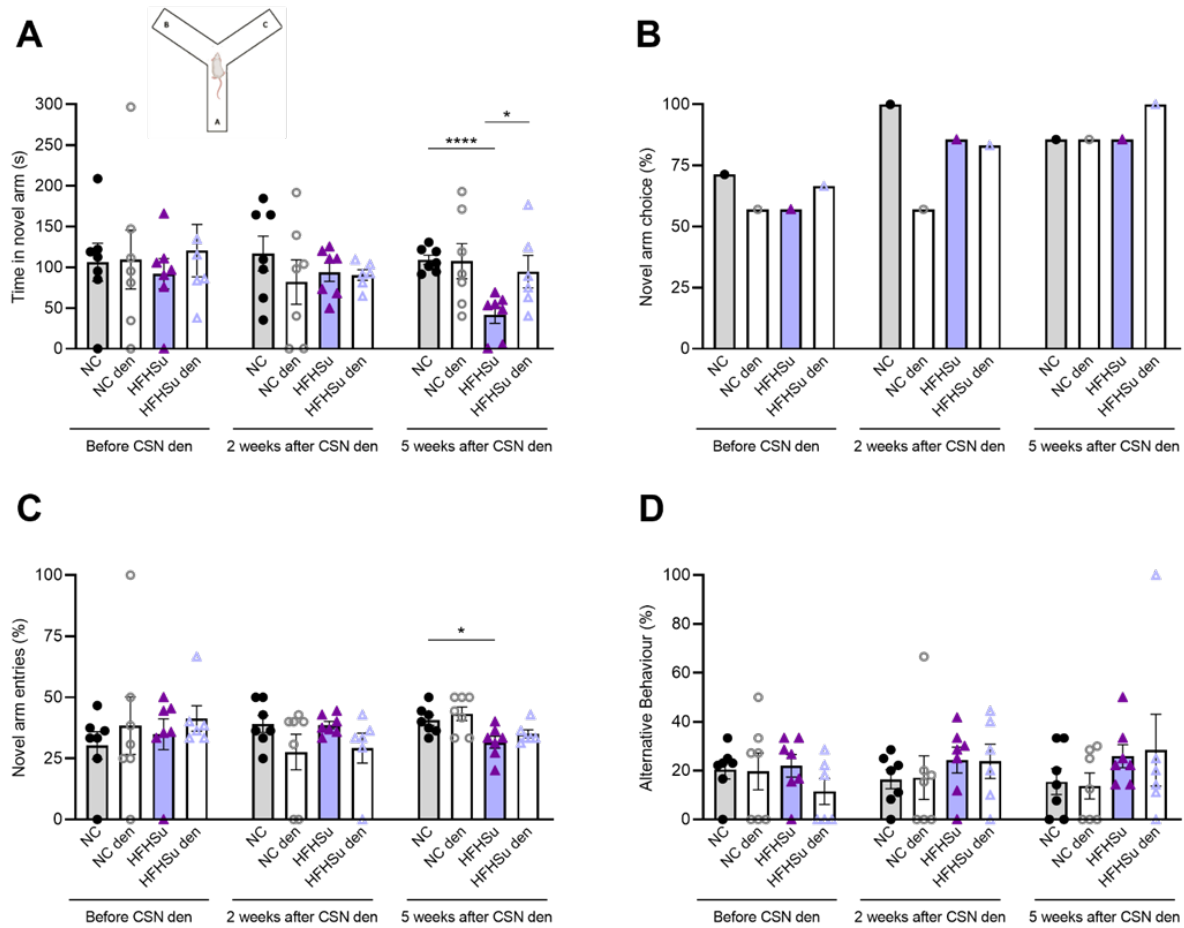 A
B
C
A
Time in novel arm (s)
300
250
200
150
100
50
0
****
*
NC
NC den
HFHSu
HFHSu den
NC
NC den
HFHSu
HFHSu den
NC
NC den
HFHSu
HFHSu den
Before CSN den
2 weeks after CSN den
5 weeks after CSN den
B
Novel arm choice (%)
100
75
50
25
0
NC
NC den
HFHSu
HFHSu den
NC
NC den
HFHSu
HFHSu den
NC
NC den
HFHSu
HFHSu den
Before CSN den
2 weeks after CSN den
5 weeks after CSN den
C
Novel arm entries (%)
100
75
50
25
0
*
NC
NC den
HFHSu
HFHSu den
NC
NC den
HFHSu
HFHSu den
NC
NC den
HFHSu
HFHSu den
Before CSN den
2 weeks after CSN den
5 weeks after CSN den
D
Alternative Behaviour (%)
100
80
60
40
20
0
NC
NC den
HFHSu
HFHSu den
NC
NC den
HFHSu
HFHSu den
NC
NC den
HFHSu
HFHSu den
Before CSN den
2 weeks after CSN den
5 weeks after CSN den